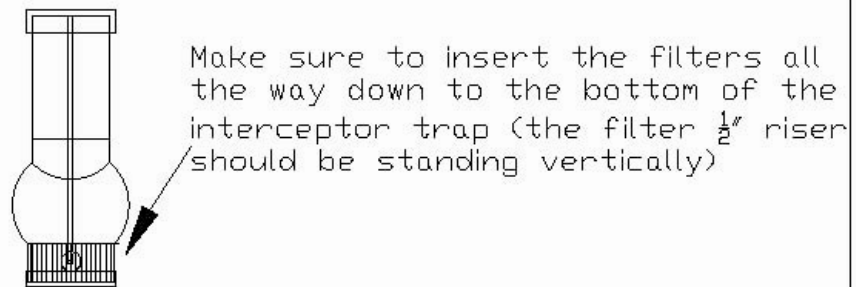 Make sure to insert the filters all
the way down to the bottom of the
interceptor trap (the filter ½" riser
should be standing vertically)